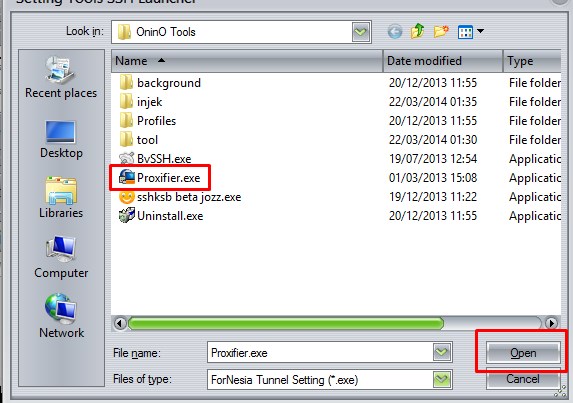 Setting Tools SSH Launcher
Look in: OninO Tools
Name Date modified Type
Recent places
Desktop
Libraries
Computer
Network
background 20/12/2013 11:55 File folder
injek 22/03/2014 01:35 File folder
Profiles 20/12/2013 11:55 File folder
tool 22/03/2014 01:30 File folder
BvSSH.exe 19/07/2013 12:54 Applicatio
Proxifier.exe 01/03/2013 15:08 Applicatio
sshksb beta jozz.exe 19/12/2013 11:22 Applicatio
Uninstall.exe 20/12/2013 11:55 Applicatio
File name: Proxifier.exe Open
Files of type: ForNesia Tunnel Setting (*.exe) Cancel